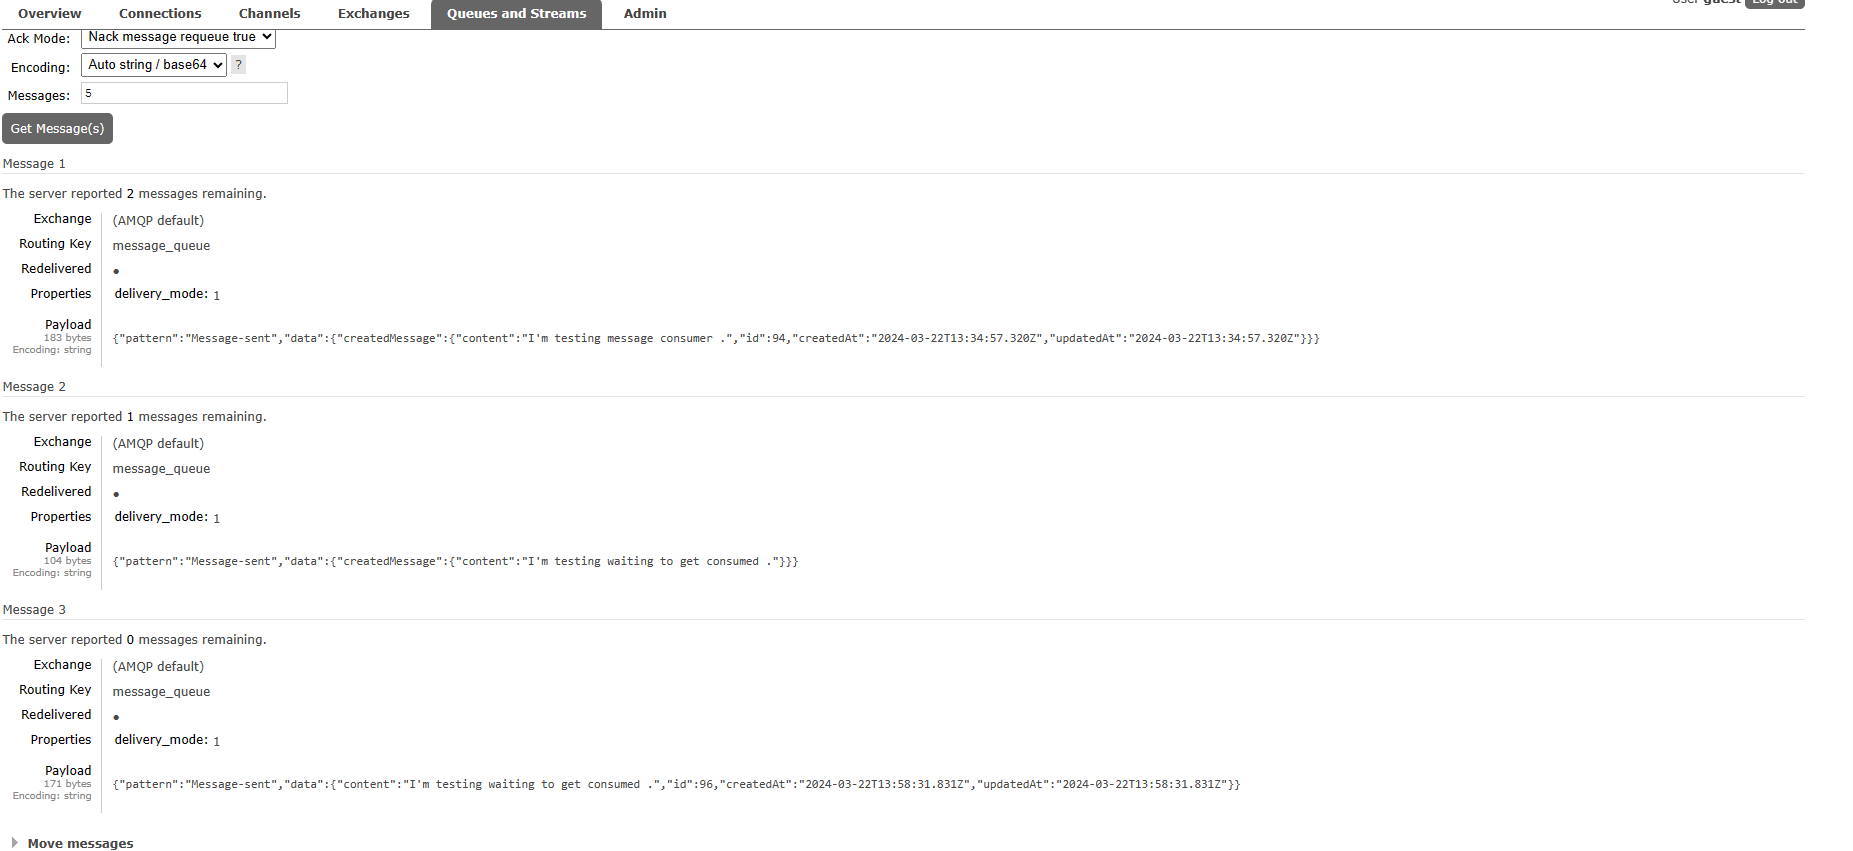 User guest Log out
Overview Connections Channels Exchanges Queues and Streams Admin
Ack Mode: Nack message requeue true
Encoding: Auto string / base64 ?
Messages: 5
Get Message(s)
Message 1
The server reported 2 messages remaining.
Exchange (AMQP default)
Routing Key message_queue
Redelivered ●
Properties delivery_mode: 1
Payload
183 bytes
Encoding: string
{"pattern":"Message-sent","data":{"createdMessage":{"content":"I'm testing message consumer .","id":94,"createdAt":"2024-03-22T13:34:57.320Z","updatedAt":"2024-03-22T13:34:57.320Z"}}}
Message 2
The server reported 1 messages remaining.
Exchange (AMQP default)
Routing Key message_queue
Redelivered ●
Properties delivery_mode: 1
Payload
104 bytes
Encoding: string
{"pattern":"Message-sent","data":{"createdMessage":{"content":"I'm testing waiting to get consumed ."}}}
Message 3
The server reported 0 messages remaining.
Exchange (AMQP default)
Routing Key message_queue
Redelivered ●
Properties delivery_mode: 1
Payload
171 bytes
Encoding: string
{"pattern":"Message-sent","data":{"content":"I'm testing waiting to get consumed .","id":96,"createdAt":"2024-03-22T13:58:31.831Z","updatedAt":"2024-03-22T13:58:31.831Z"}}
Move messages